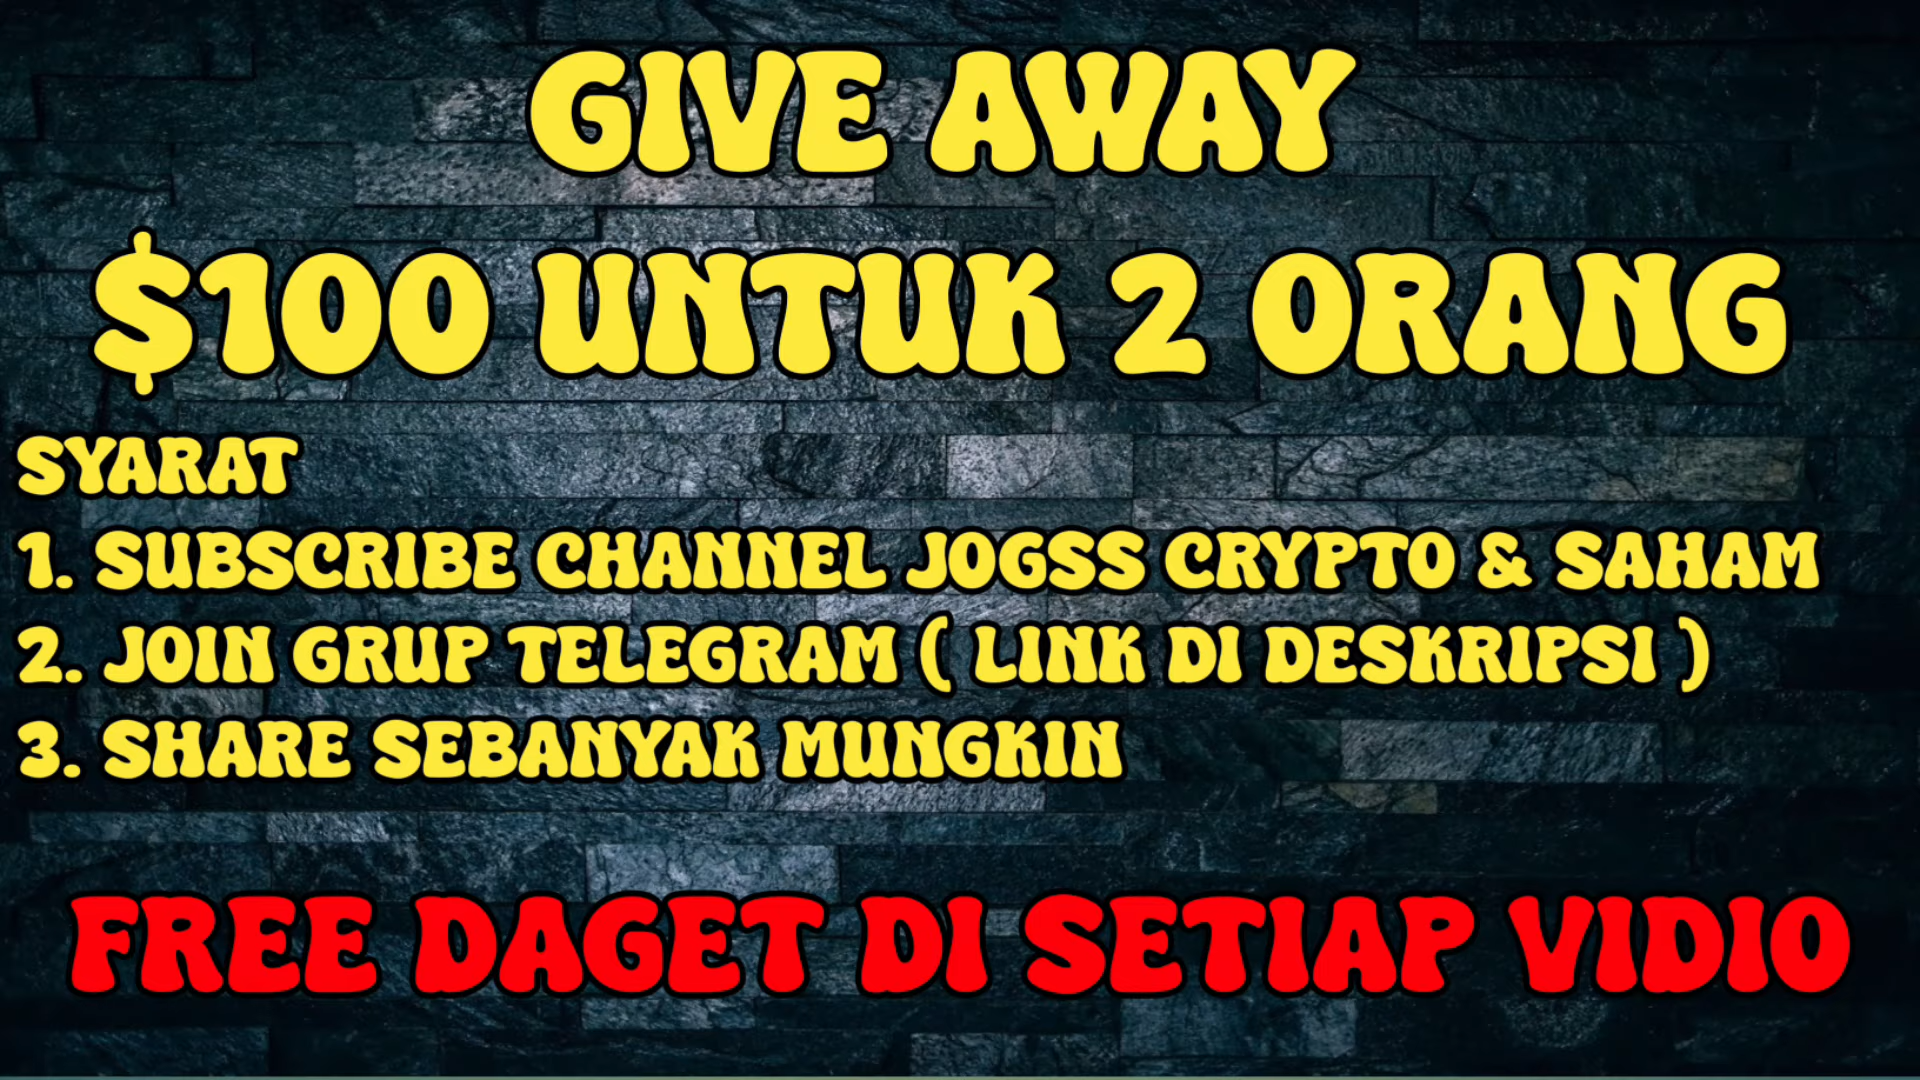 GIVE AWAY
$100 UNTUK 2 ORANG
SYARAT
1. SUBSCRIBE CHANNEL JOGSS CRYPTO & SAHAM
2. JOIN GRUP TELEGRAM ( LINK DI DESKRIPSI )
3. SHARE SEBANYAK MUNGKIN
FREE DAGET DI SETIAP VIDIO